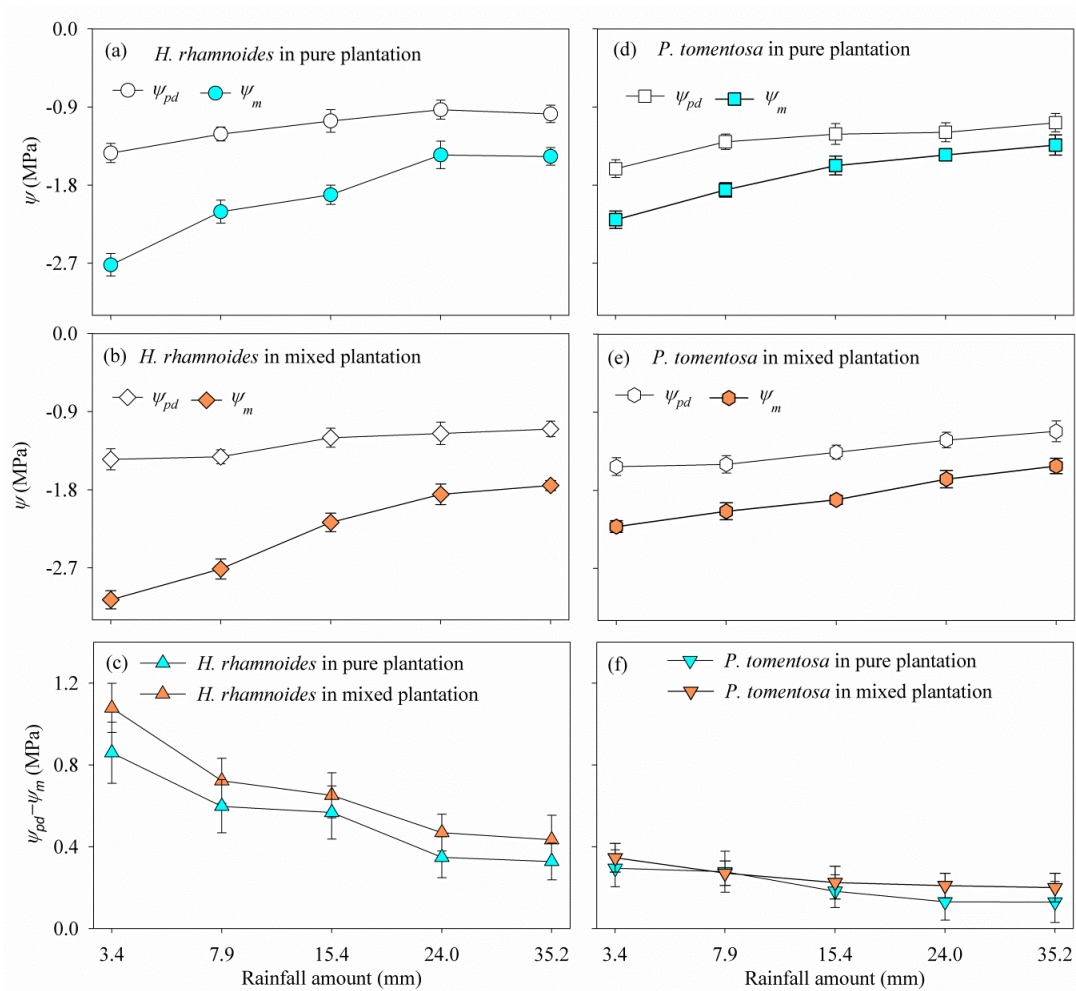 (a) H. rhamnoides in pure plantation
ψpd ψm
0.0
-0.9
-1.8
-2.7
ψ (MPa)
(d) P. tomentosa in pure plantation
ψpd ψm
(b) H. rhamnoides in mixed plantation
ψpd ψm
0.0
-0.9
-1.8
-2.7
ψ (MPa)
(e) P. tomentosa in mixed plantation
ψpd ψm
(c) H. rhamnoides in pure plantation
H. rhamnoides in mixed plantation
1.2
0.8
0.4
0.0
ψpd–ψm (MPa)
3.4 7.9 15.4 24.0 35.2
Rainfall amount (mm)
(f) P. tomentosa in pure plantation
P. tomentosa in mixed plantation
3.4 7.9 15.4 24.0 35.2
Rainfall amount (mm)